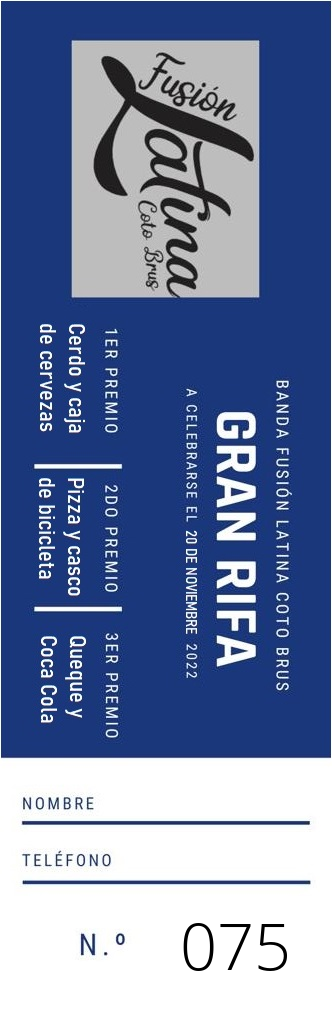 Fusión
Latina
Coto Brus
BANDA FUSIÓN LATINA COTO BRUS
GRAN RIFA
A CELEBRARSE EL 20 DE NOVIEMBRE 2022
1ER PREMIO
Cerdo y caja
de cervezas
2DO PREMIO
Pizza y casco
de bicicleta
3ER PREMIO
Queque y
Coca Cola
NOMBRE
TELÉFONO
N.º 075